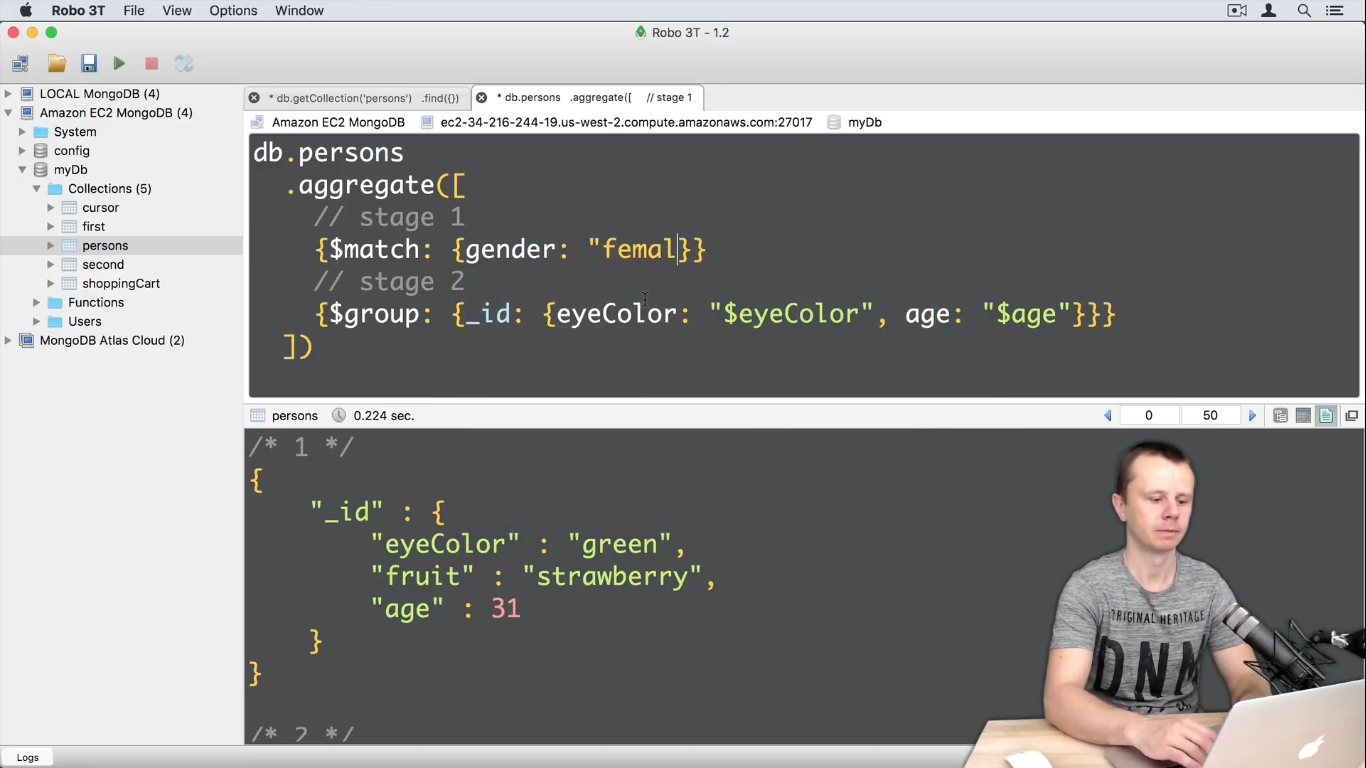 Robo 3T File View Options Window
Robo 3T - 1.2
LOCAL MongoDB (4)
Amazon EC2 MongoDB (4)
System
config
myDb
Collections (5)
cursor
first
persons
second
shoppingCart
Functions
Users
MongoDB Atlas Cloud (2)
* db.getCollection('persons') .find({})
* db.persons .aggregate([ // stage 1
Amazon EC2 MongoDB ec2-34-216-244-19.us-west-2.compute.amazonaws.com:27017 myDb
db.persons
.aggregate([
// stage 1
{$match: {gender: "femal}}
// stage 2
{$group: {_id: {eyeColor: "$eyeColor", age: "$age"}}}
])
persons 0.224 sec. 0 50
/* 1 */
{
"_id" : {
"eyeColor" : "green",
"fruit" : "strawberry",
"age" : 31
}
}
/* 2 */
ORIGINAL HERITAGE
DNM
Logs